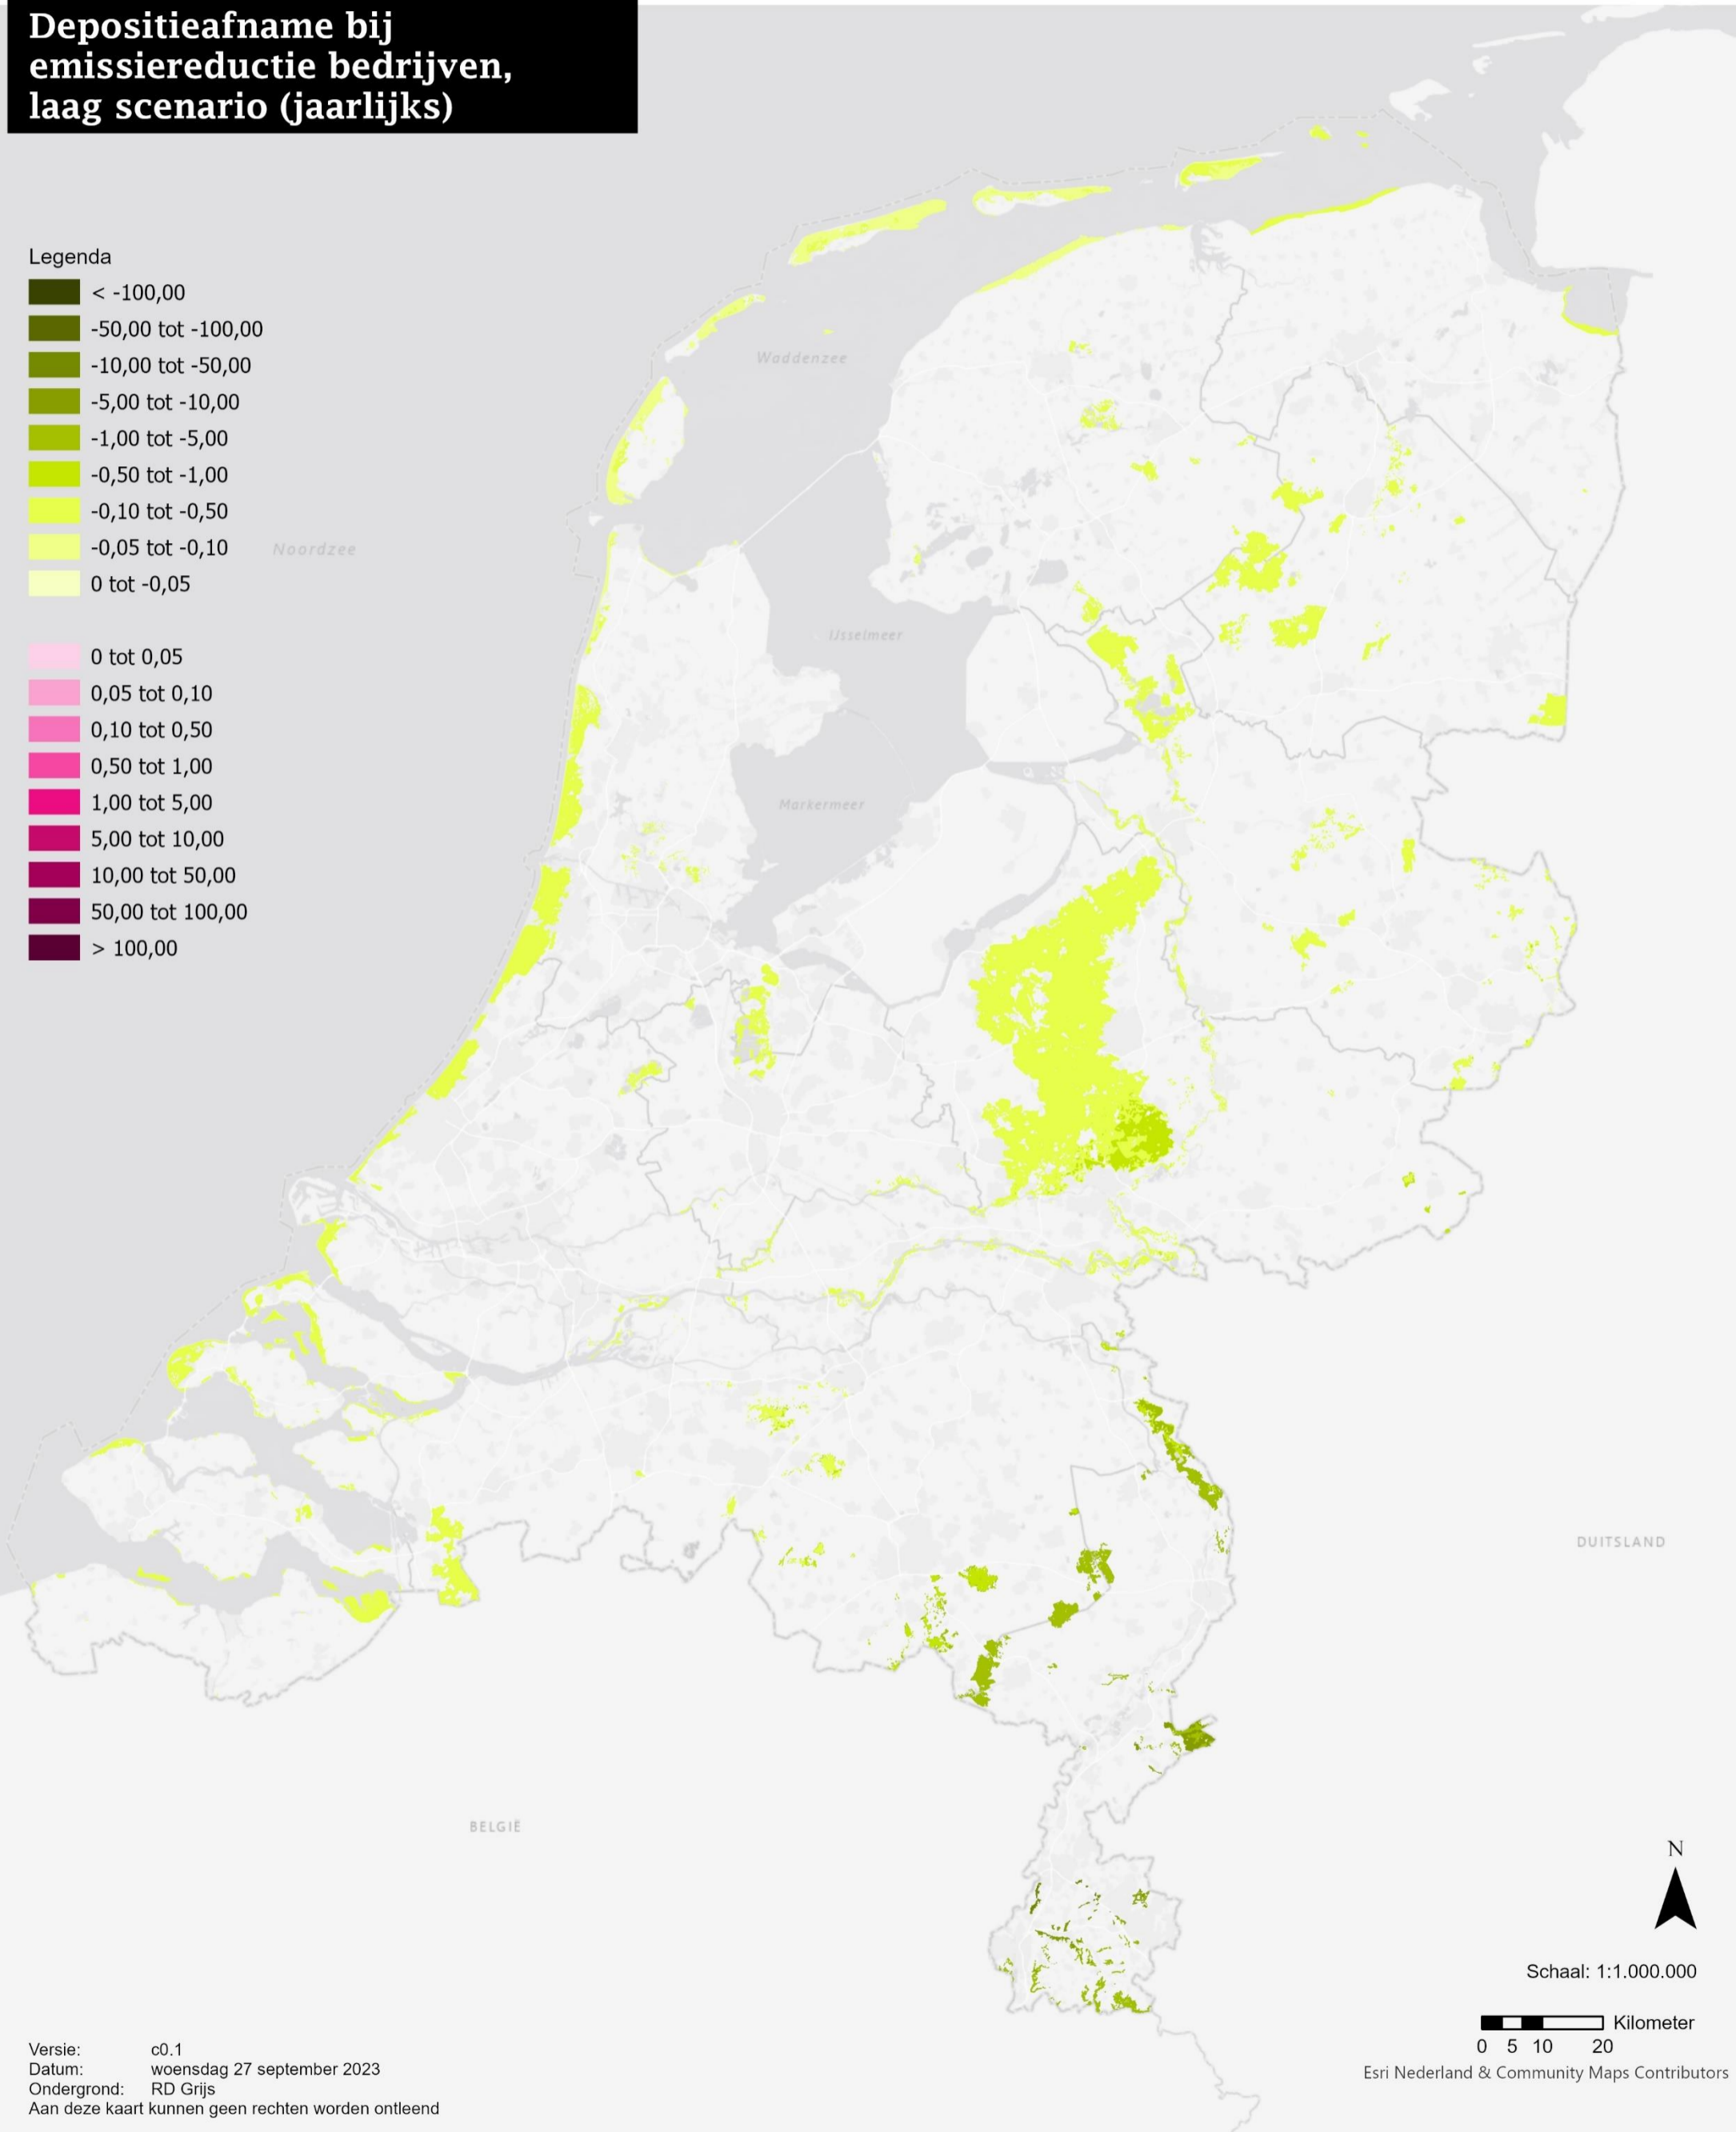 Depositieafname bij
emissiereductie bedrijven,
laag scenario (jaarlijks)
Legenda
< -100,00
-50,00 tot -100,00
-10,00 tot -50,00
-5,00 tot -10,00
-1,00 tot -5,00
-0,50 tot -1,00
-0,10 tot -0,50
-0,05 tot -0,10
0 tot -0,05
0 tot 0,05
0,05 tot 0,10
0,10 tot 0,50
0,50 tot 1,00
1,00 tot 5,00
5,00 tot 10,00
10,00 tot 50,00
50,00 tot 100,00
> 100,00
Waddenzee
Noordzee
IJsselmeer
Markermeer
DUITSLAND
BELGIË
N
Schaal: 1:1.000.000
Kilometer
0 5 10 20
Esri Nederland & Community Maps Contributors
Versie: c0.1
Datum: woensdag 27 september 2023
Ondergrond: RD Grijs
Aan deze kaart kunnen geen rechten worden ontleend